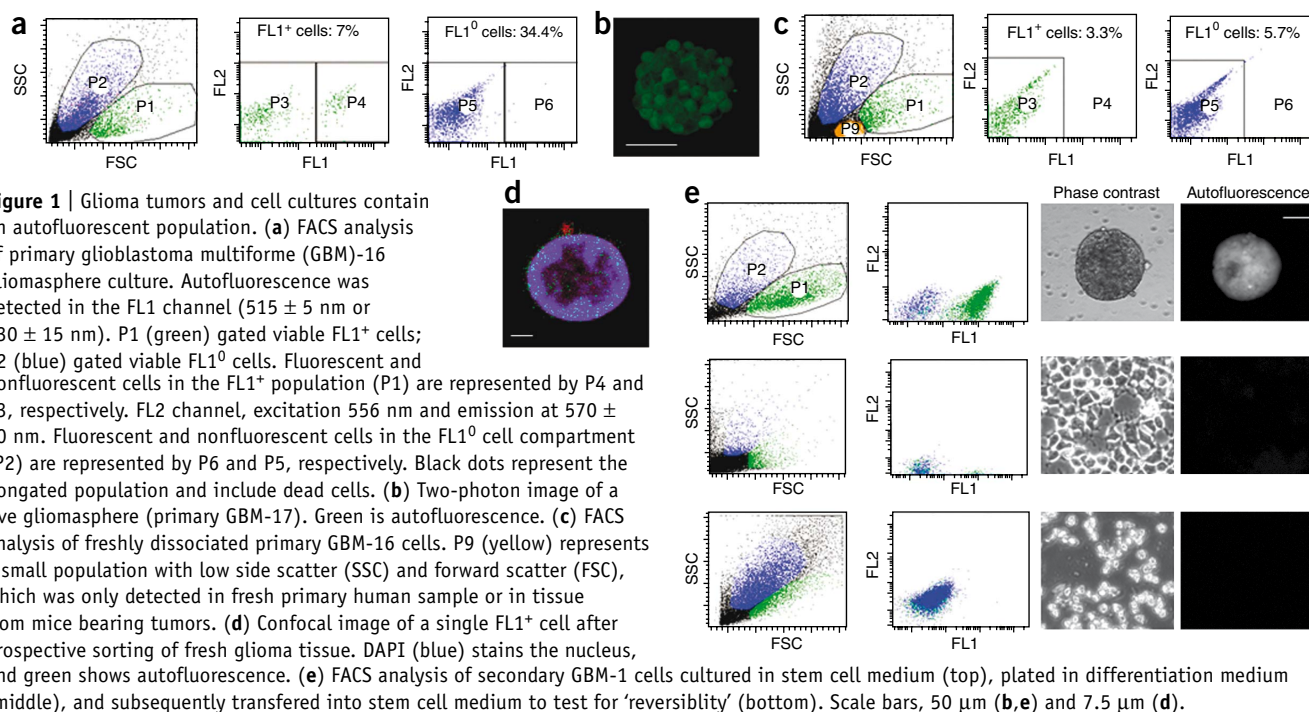 a
b
c
SSC
P2
P1
FSC
FL1⁺ cells: 7%
FL2
P3
P4
FL1
FL1⁰ cells: 34.4%
FL2
P5
P6
FL1
SSC
P2
P1
P9
FSC
FL1⁺ cells: 3.3%
FL2
P3
P4
FL1
FL1⁰ cells: 5.7%
FL2
P5
P6
FL1
igure 1 | Glioma tumors and cell cultures contain
n autofluorescent population. (a) FACS analysis
f primary glioblastoma multiforme (GBM)-16
liomasphere culture. Autofluorescence was
etected in the FL1 channel (515 ± 5 nm or
30 ± 15 nm). P1 (green) gated viable FL1⁺ cells;
2 (blue) gated viable FL1⁰ cells. Fluorescent and
onfluorescent cells in the FL1⁺ population (P1) are represented by P4 and
3, respectively. FL2 channel, excitation 556 nm and emission at 570 ±
0 nm. Fluorescent and nonfluorescent cells in the FL1⁰ cell compartment
P2) are represented by P6 and P5, respectively. Black dots represent the
ongated population and include dead cells. (b) Two-photon image of a
ve gliomasphere (primary GBM-17). Green is autofluorescence. (c) FACS
nalysis of freshly dissociated primary GBM-16 cells. P9 (yellow) represents
small population with low side scatter (SSC) and forward scatter (FSC),
hich was only detected in fresh primary human sample or in tissue
om mice bearing tumors. (d) Confocal image of a single FL1⁺ cell after
rospective sorting of fresh glioma tissue. DAPI (blue) stains the nucleus,
nd green shows autofluorescence. (e) FACS analysis of secondary GBM-1 cells cultured in stem cell medium (top), plated in differentiation medium
middle), and subsequently transfered into stem cell medium to test for ‘reversiblity’ (bottom). Scale bars, 50 μm (b,e) and 7.5 μm (d).
d
e
Phase contrast
Autofluorescence
SSC
P2
P1
FSC
FL2
FL1
SSC
FSC
FL2
FL1
SSC
FSC
FL2
FL1